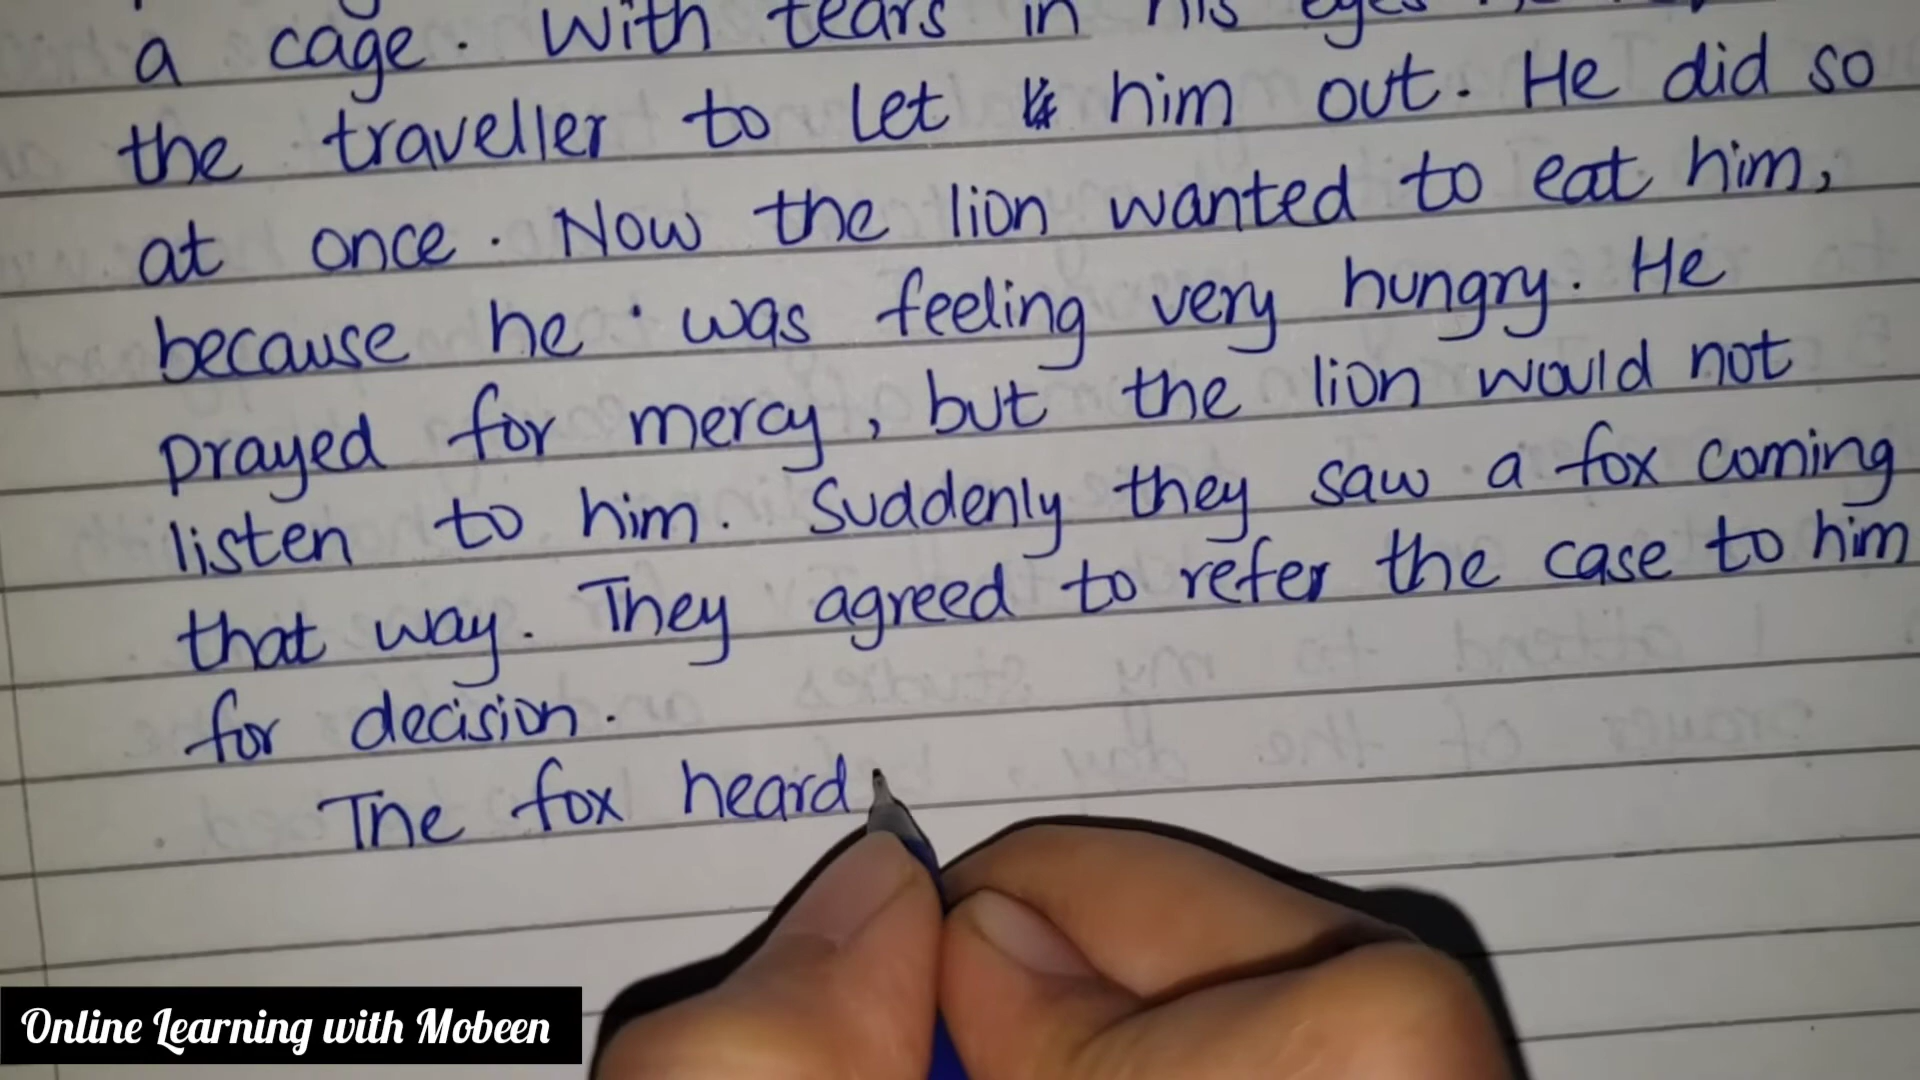 a cage. With tears in his eyes
the traveller to let him out. He did so
at once. Now the lion wanted to eat him,
because he was feeling very hungry. He
prayed for mercy, but the lion would not
listen to him. Suddenly they saw a fox coming
that way. They agreed to refer the case to him
for decision.
The fox heard
Online Learning with Mobeen